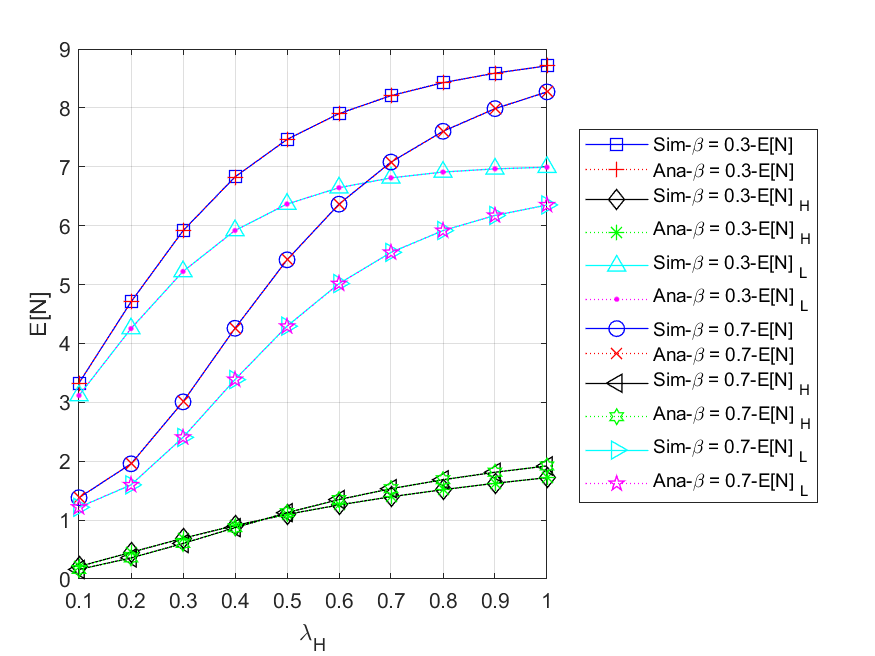 9
8
7
6
5
4
3
2
1
0
E[N]
0.1 0.2 0.3 0.4 0.5 0.6 0.7 0.8 0.9 1
λH
Sim-β = 0.3-E[N]
Ana-β = 0.3-E[N]
Sim-β = 0.3-E[N] H
Ana-β = 0.3-E[N] H
Sim-β = 0.3-E[N] L
Ana-β = 0.3-E[N] L
Sim-β = 0.7-E[N]
Ana-β = 0.7-E[N]
Sim-β = 0.7-E[N] H
Ana-β = 0.7-E[N] H
Sim-β = 0.7-E[N] L
Ana-β = 0.7-E[N] L